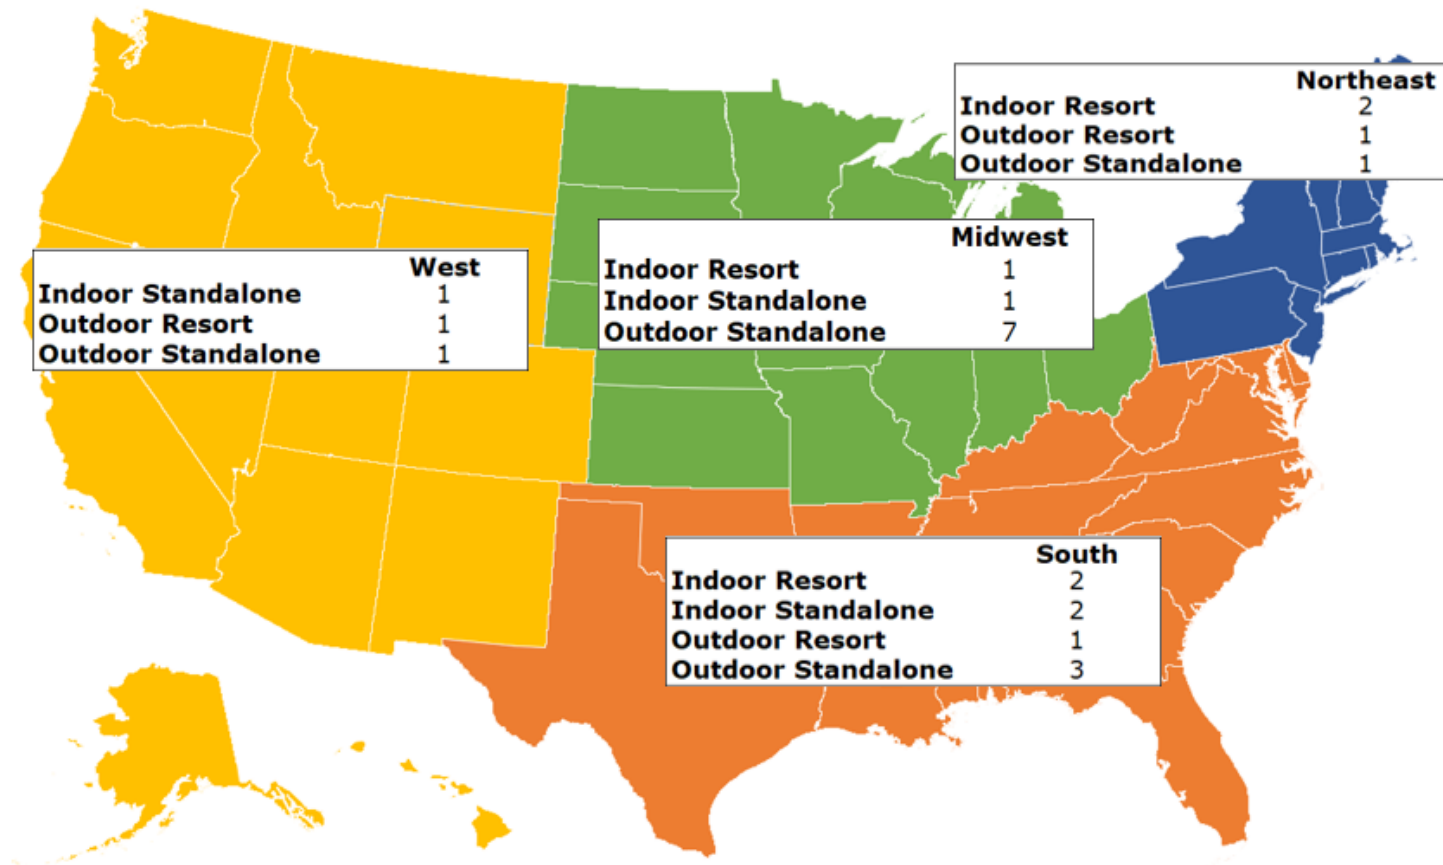 Northeast
Indoor Resort 2
Outdoor Resort 1
Outdoor Standalone 1
Midwest
Indoor Resort 1
Indoor Standalone 1
Outdoor Standalone 7
West
Indoor Standalone 1
Outdoor Resort 1
Outdoor Standalone 1
South
Indoor Resort 2
Indoor Standalone 2
Outdoor Resort 1
Outdoor Standalone 3